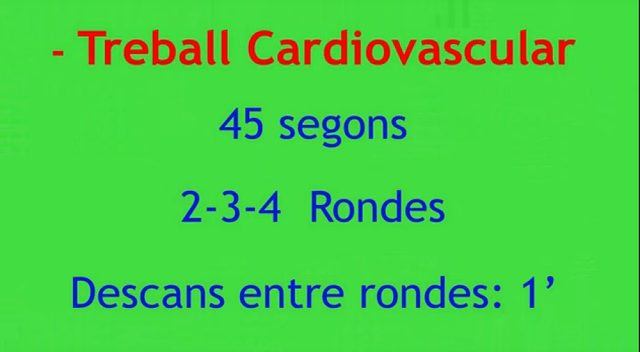 - Treball Cardiovascular
45 segons
2-3-4 Rondes
Descans entre rondes: 1’